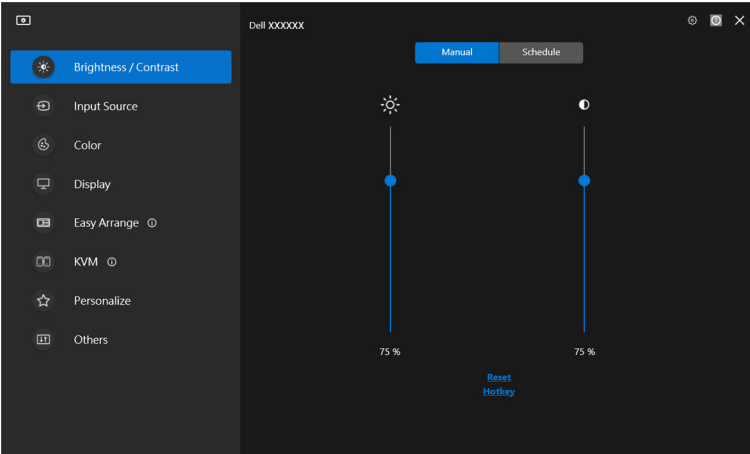 Dell XXXXXX
Manual
Schedule
Brightness / Contrast
Input Source
Color
Display
Easy Arrange
KVM
Personalize
Others
75 %
75 %
Reset
Hotkey